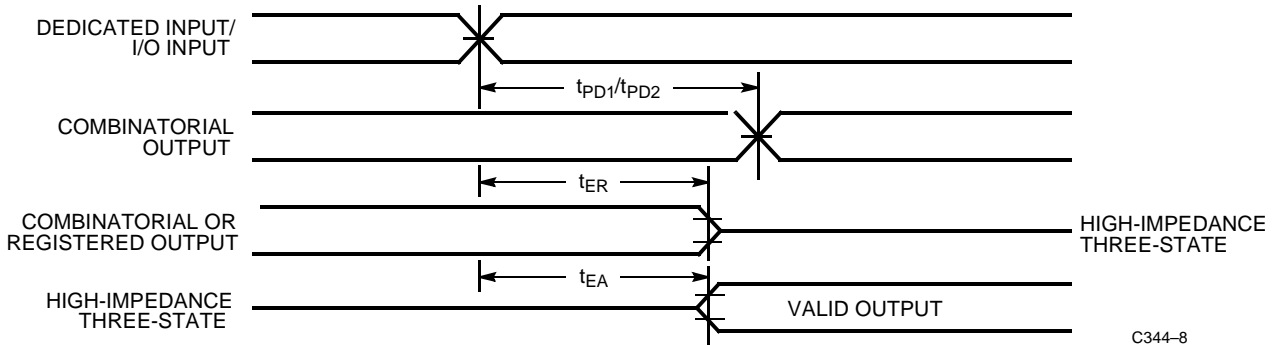 DEDICATED INPUT/
I/O INPUT
tPD1/tPD2
COMBINATORIAL
OUTPUT
tER
COMBINATORIAL OR
REGISTERED OUTPUT
HIGH-IMPEDANCE
THREE-STATE
tEA
HIGH-IMPEDANCE
THREE-STATE
VALID OUTPUT
C344–8